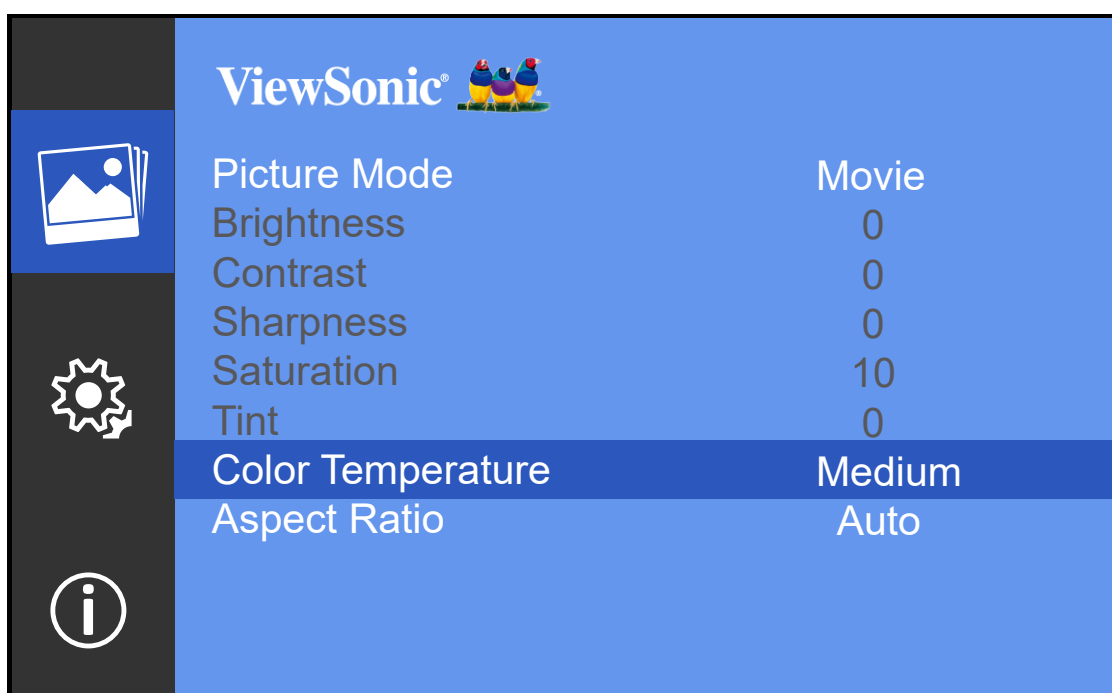 ViewSonic®
Picture Mode Movie
Brightness 0
Contrast 0
Sharpness 0
Saturation 10
Tint 0
Color Temperature Medium
Aspect Ratio Auto